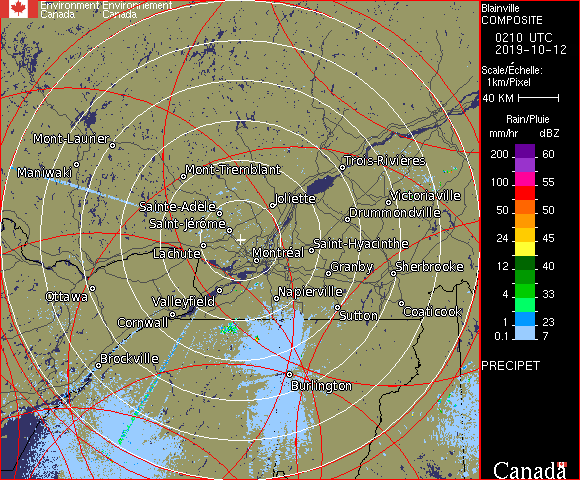 Environment Environnement
Canada Canada
Blainville
COMPOSITE
0210 UTC
2019-10-12
Scale/Échelle:
1km/Pixel
40 KM
Rain/Pluie
mm/hr dBZ
200 60
100 55
50 50
24 45
12 40
4 33
1 23
0.1 7
PRECIPET
Mont-Laurier
Maniwaki
Mont-Tremblant
Trois-Rivières
Sainte-Adèle
Joliette
Victoriaville
Drummondville
Saint-Jérôme
Lachute
Montréal
Saint-Hyacinthe
Granby
Sherbrooke
Ottawa
Valleyfield
Napierville
Cornwall
Sutton
Coaticook
Brockville
Burlington
Canada